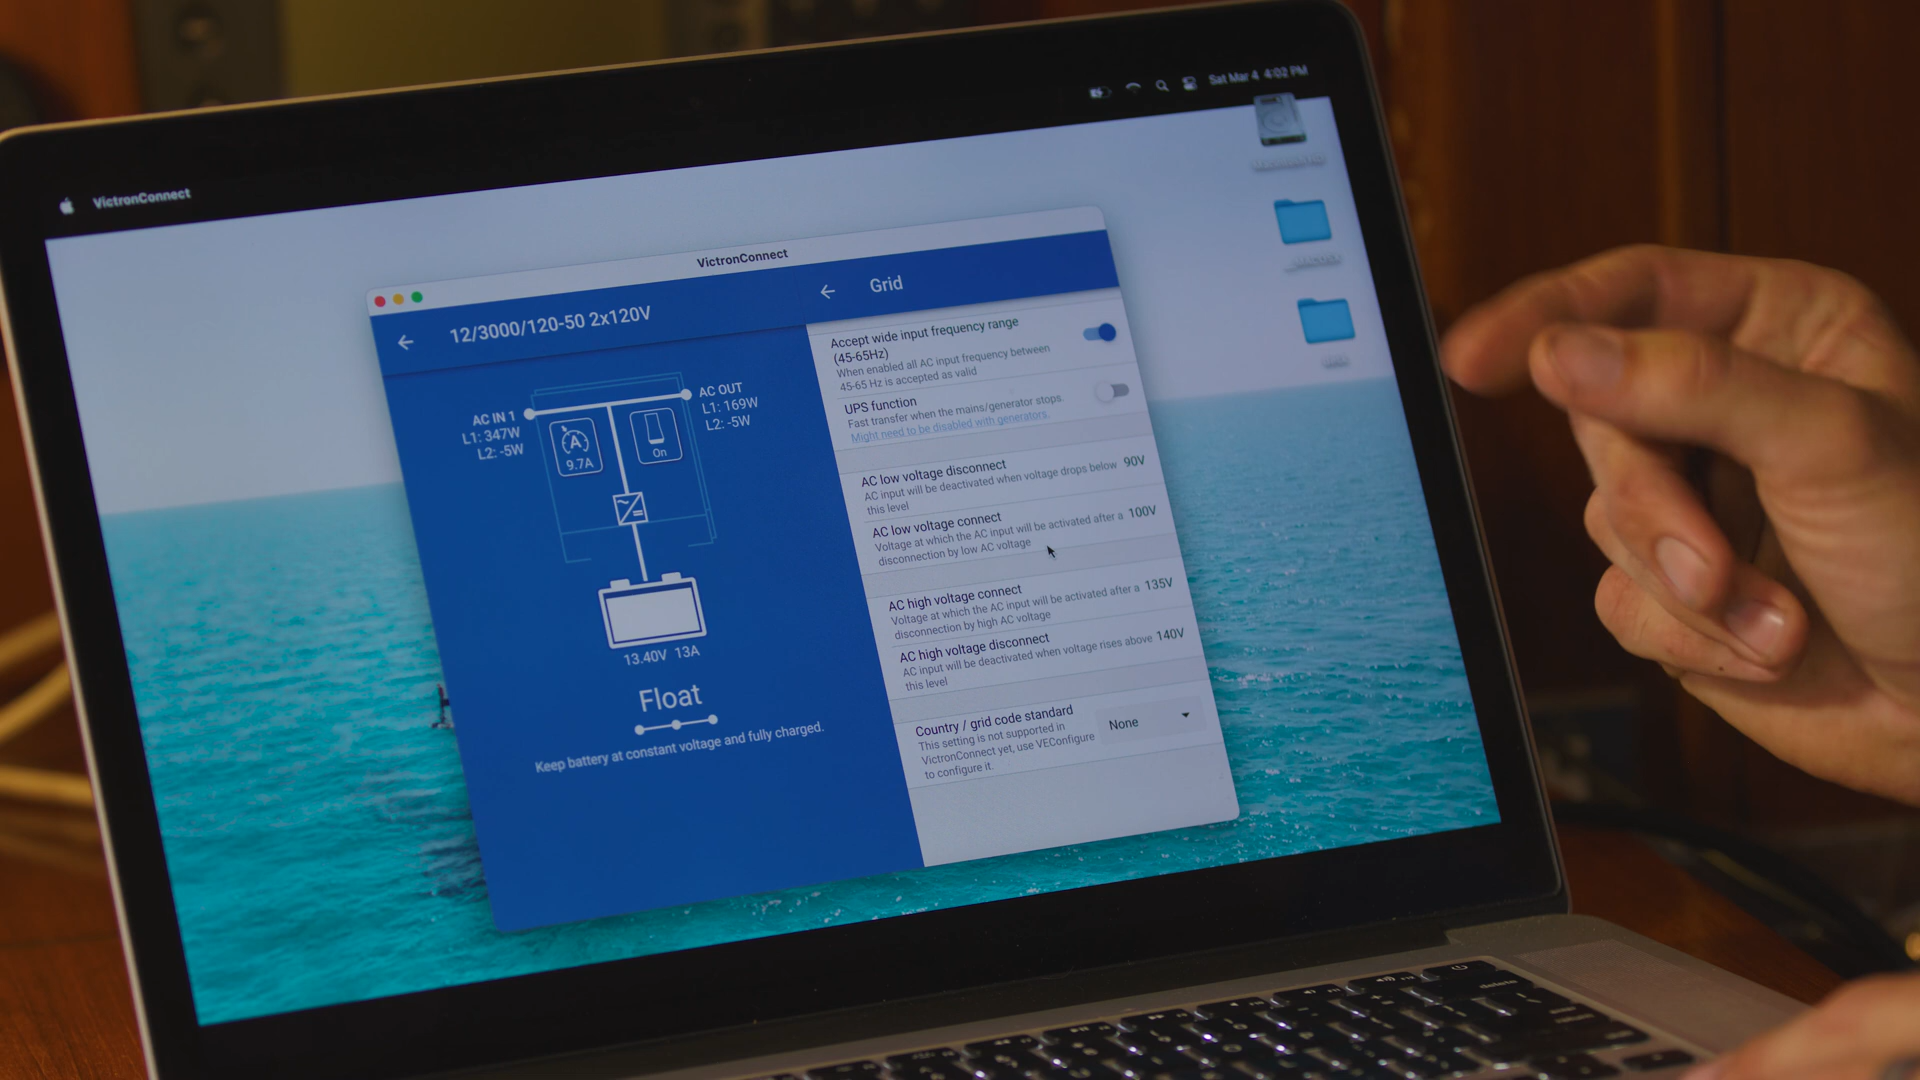 VictronConnect
Sat Mar 4 4:02 PM
VictronConnect
12/3000/120-50 2x120V
AC IN 1
L1: 347W
L2: -5W
AC OUT
L1: 169W
L2: -5W
A
9.7A
On
13.40V 13A
Float
Keep battery at constant voltage and fully charged.
Grid
Accept wide input frequency range
(45-65Hz)
When enabled all AC input frequency between
45-65 Hz is accepted as valid
UPS function
Fast transfer when the mains/generator stops.
Might need to be disabled with generators.
AC low voltage disconnect
AC input will be deactivated when voltage drops below
this level
90V
AC low voltage connect
Voltage at which the AC input will be activated after a
disconnection by low AC voltage
100V
AC high voltage connect
Voltage at which the AC input will be activated after a
disconnection by high AC voltage
135V
AC high voltage disconnect
AC input will be deactivated when voltage rises above
this level
140V
Country / grid code standard
This setting is not supported in
VictronConnect yet, use VEConfigure
to configure it.
None
delete